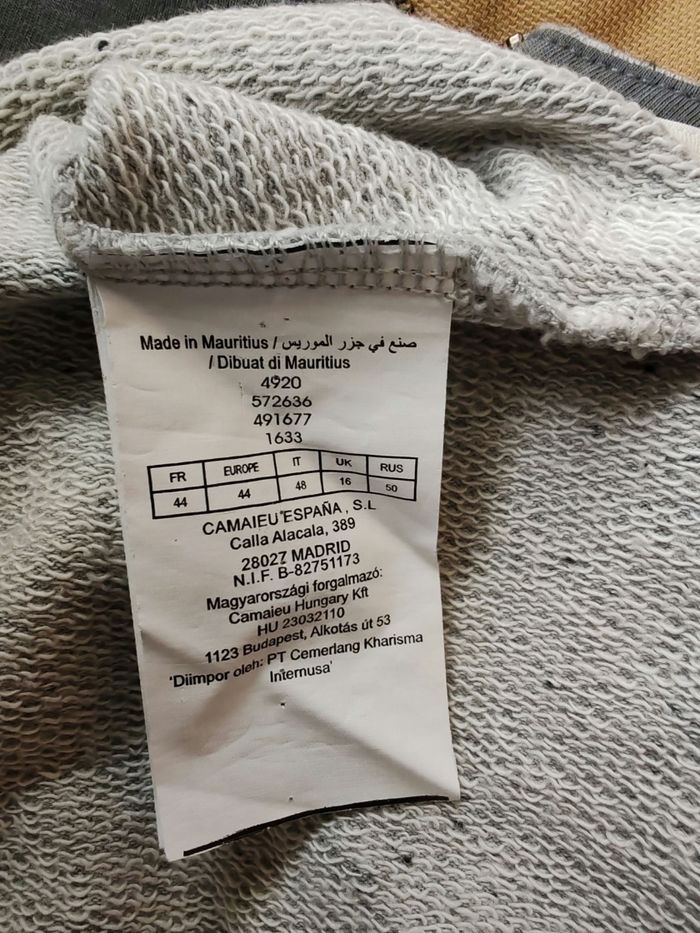 Made in Mauritius / صنع في جزر الموريس
/ Dibuat di Mauritius
4920
572636
491677
1633
FR EUROPE IT UK RUS
44 44 48 16 50
CAMAIEU ESPAÑA, S.L
Calla Alacala, 389
28027 MADRID
N.I.F. B-82751173
Magyarországi forgalmazó:
Camaieu Hungary Kft
HU 23032110
1123 Budapest, Alkotás út 53
'Diimpor oleh: PT Cemerlang Kharisma
Internusa'